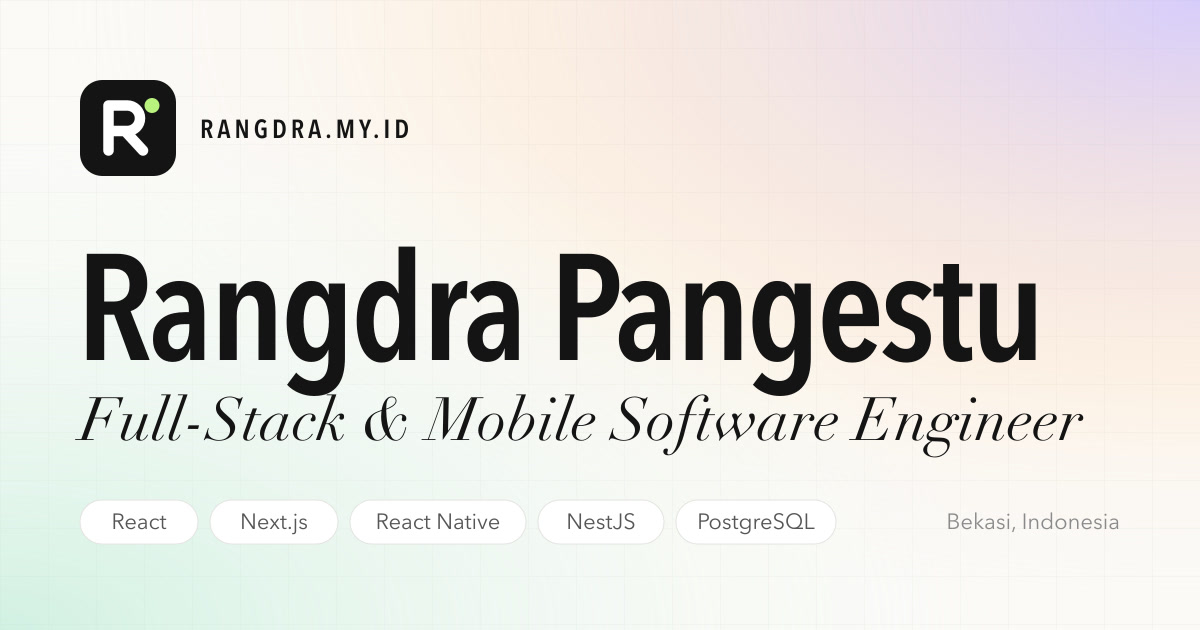 R
RANGDRA.MY.ID
Rangdra Pangestu
Full-Stack & Mobile Software Engineer
React Next.js React Native NestJS PostgreSQL Bekasi, Indonesia